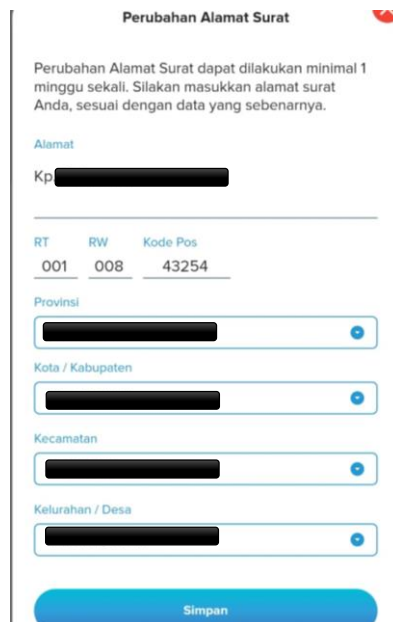 Perubahan Alamat Surat
Perubahan Alamat Surat dapat dilakukan minimal 1
minggu sekali. Silakan masukkan alamat surat
Anda, sesuai dengan data yang sebenarnya.
Alamat
Kp
RT RW Kode Pos
001 008 43254
Provinsi
Kota / Kabupaten
Kecamatan
Kelurahan / Desa
Simpan